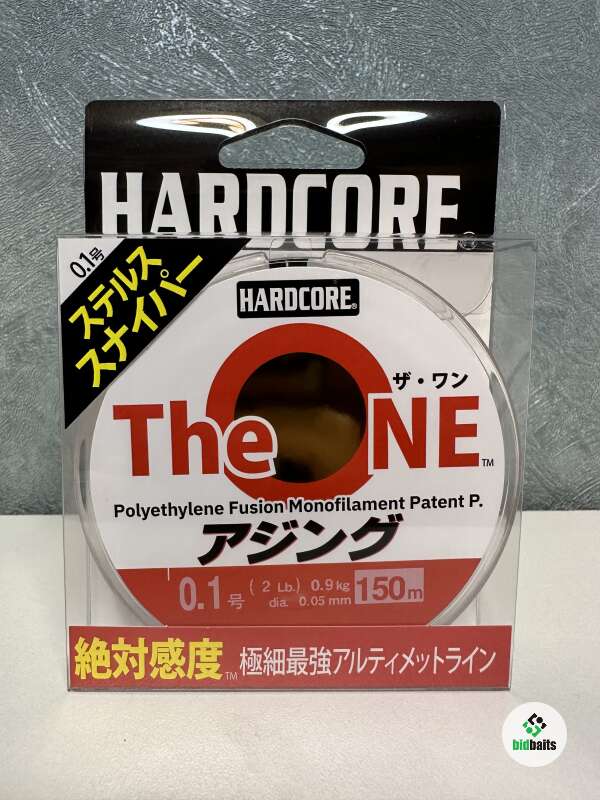 HARDCORE®
0.1号
ステルス
スナイパー
HARDCORE®
ザ・ワン
The ONE™
Polyethylene Fusion Monofilament Patent P.
アジング
0.1号 (2 Lb.) 0.9kg dia. 0.05mm 150m
絶対感度™ 極細最強アルティメットライン
bidbaits